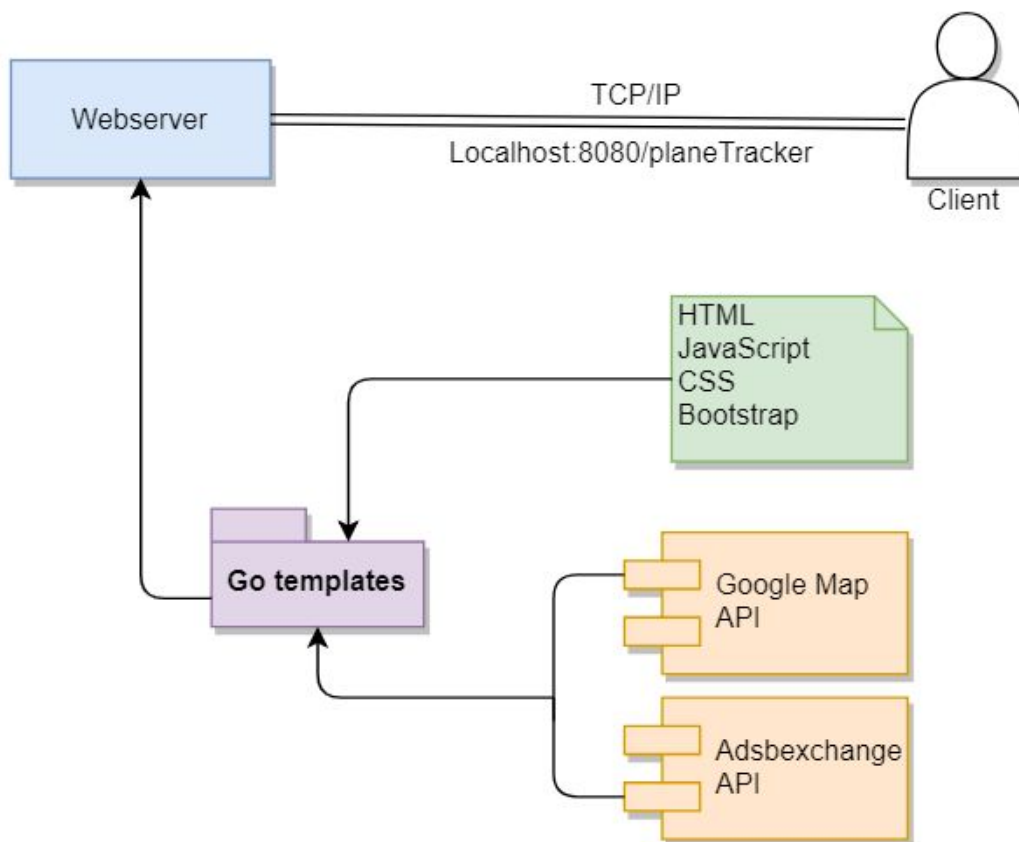 Webserver
TCP/IP
Localhost:8080/planeTracker
Client
HTML
JavaScript
CSS
Bootstrap
Go templates
Google Map
API
Adsbexchange
API